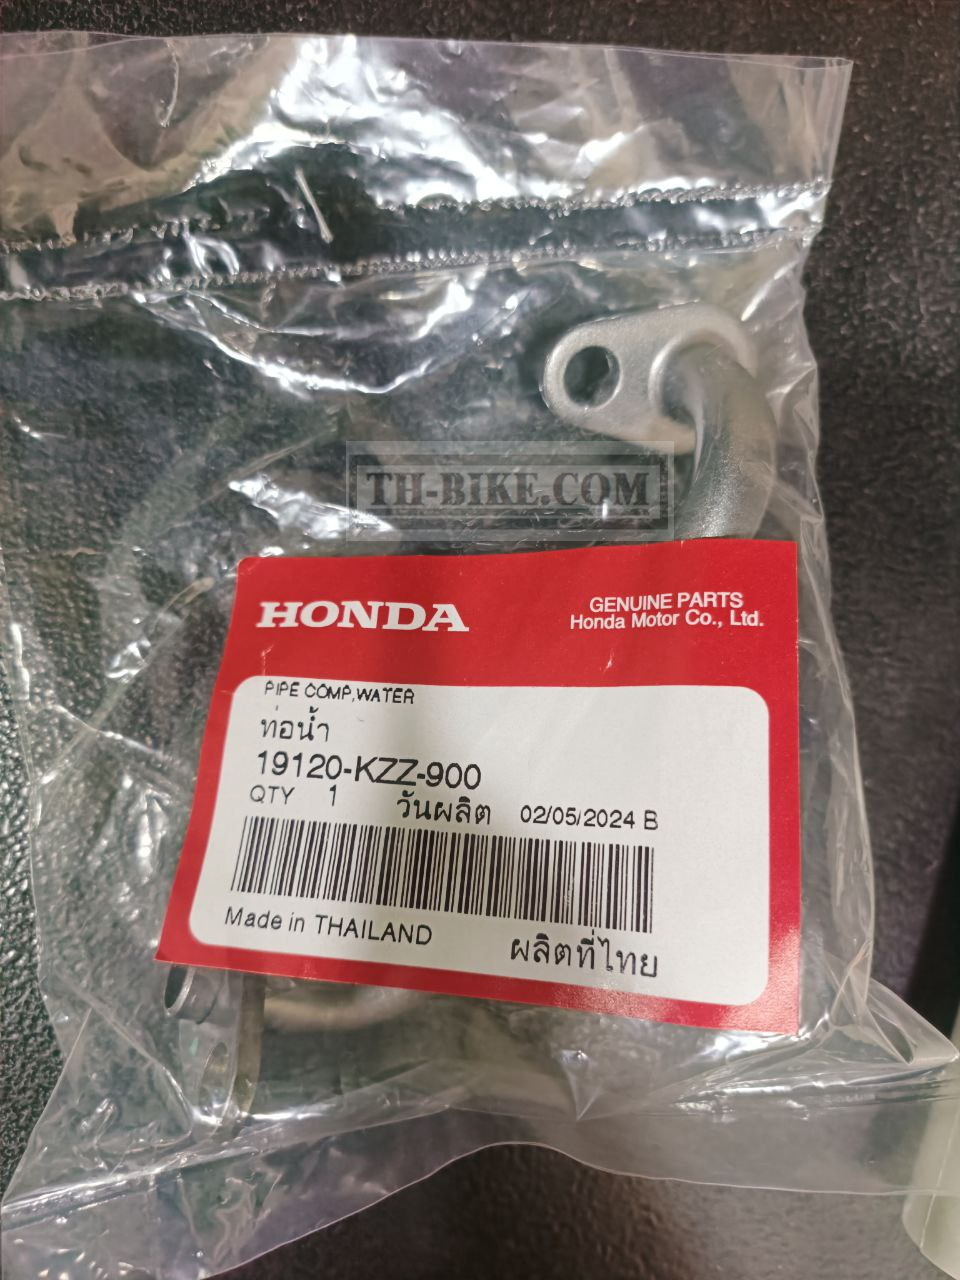 TH-BIKE.COM
HONDA
GENUINE PARTS
Honda Motor Co., Ltd.
PIPE COMP,WATER
ท่อน้ำ
19120-KZZ-900
QTY 1 วันผลิต 02/05/2024 B
Made in THAILAND
ผลิตที่ไทย